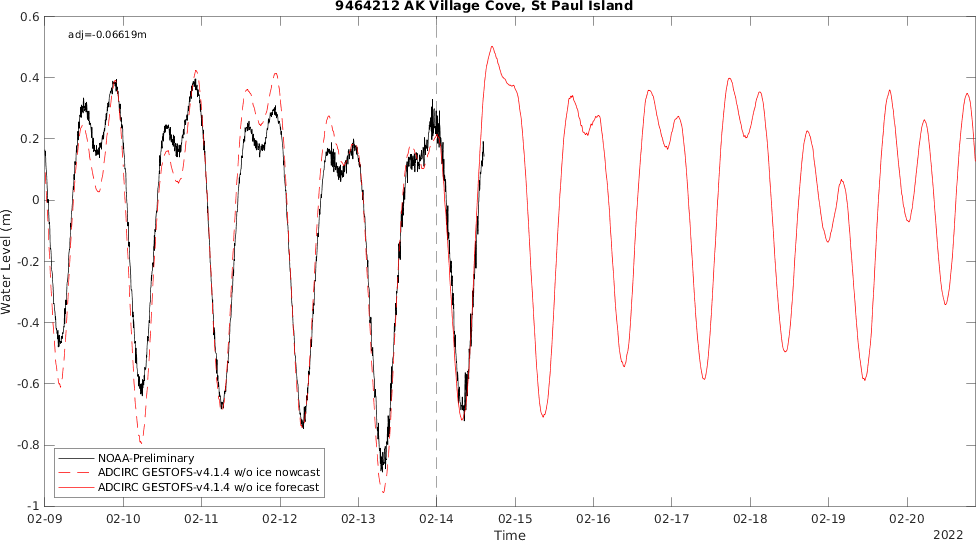 9464212 AK Village Cove, St Paul Island
adj=-0.06619m
0.6
0.4
0.2
0
-0.2
-0.4
-0.6
-0.8
-1
Water Level (m)
NOAA-Preliminary
ADCIRC GESTOFS-v4.1.4 w/o ice nowcast
ADCIRC GESTOFS-v4.1.4 w/o ice forecast
02-09 02-10 02-11 02-12 02-13 02-14 02-15 02-16 02-17 02-18 02-19 02-20
Time
2022